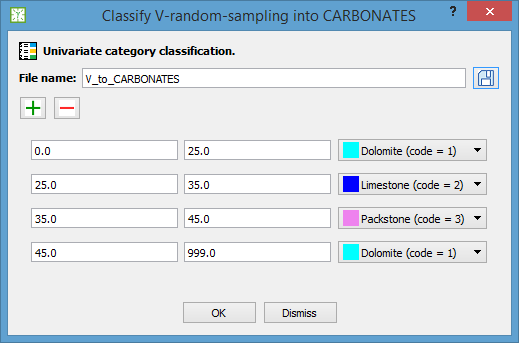 Classify V-random-sampling into CARBONATES
?
Univariate category classification.
File name: V_to_CARBONATES
0.0 25.0 Dolomite (code = 1)
25.0 35.0 Limestone (code = 2)
35.0 45.0 Packstone (code = 3)
45.0 999.0 Dolomite (code = 1)
OK Dismiss